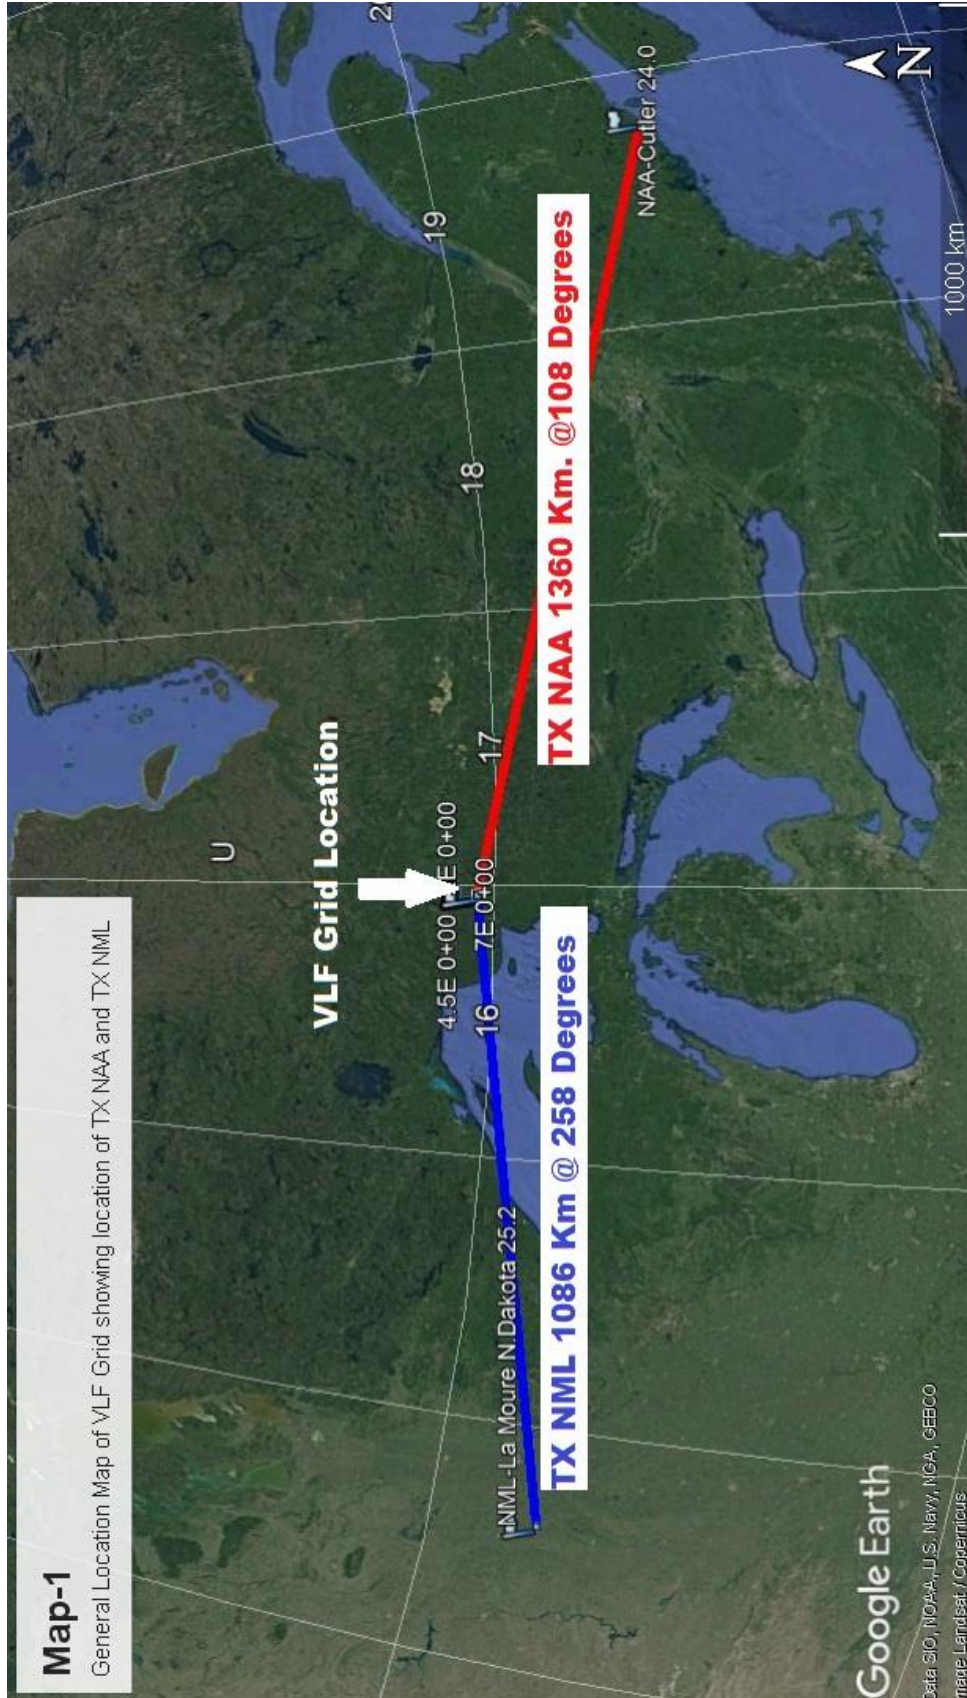 Map-1
General Location Map of VLF Grid showing location of TX NAA and TX NML
U
VLF Grid Location
4.5E 0+00
E 0+00
7E 0+00
16
17
18
19
NML-La Moure N.Dakota 25.2
TX NML 1086 Km @ 258 Degrees
TX NAA 1360 Km. @108 Degrees
NAA-Cutler 24.0
Google Earth
Data SIO, NOAA, U.S. Navy, NGA, GEBCO
Image Landsat / Copernicus
1000 km
N